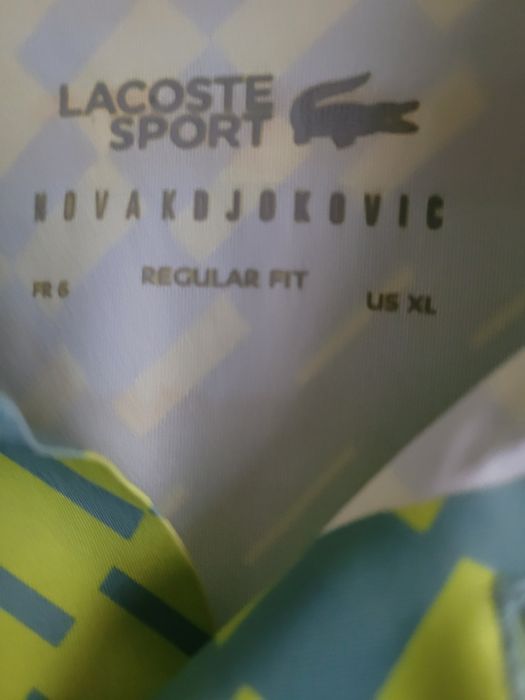 LACOSTE
SPORT
NOVAKDJOKOVIC
REGULAR FIT
FR 6
US XL